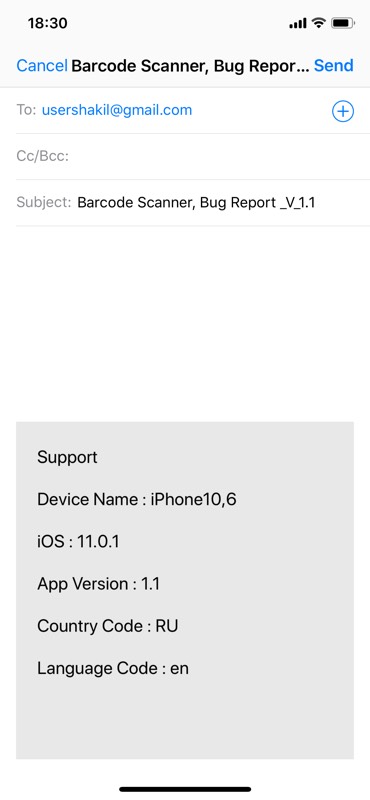 18:30
Cancel Barcode Scanner, Bug Repor... Send
To: usershakil@gmail.com
Cc/Bcc:
Subject: Barcode Scanner, Bug Report _V_1.1
Support
Device Name : iPhone10,6
iOS : 11.0.1
App Version : 1.1
Country Code : RU
Language Code : en